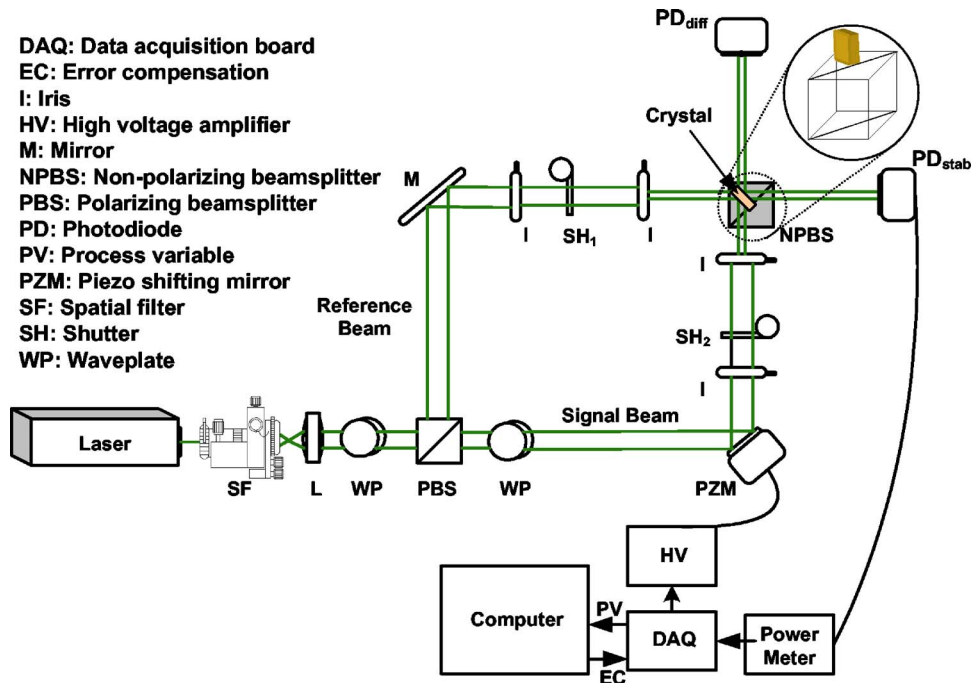 DAQ: Data acquisition board
EC: Error compensation
I: Iris
HV: High voltage amplifier
M: Mirror
NPBS: Non-polarizing beamsplitter
PBS: Polarizing beamsplitter
PD: Photodiode
PV: Process variable
PZM: Piezo shifting mirror
SF: Spatial filter
SH: Shutter
WP: Waveplate
PDdiff
Crystal
PDstab
M
I
SH1
I
NPBS
I
Reference
Beam
SH2
I
Signal Beam
Laser
SF
L
WP
PBS
WP
PZM
HV
Computer
PV
DAQ
EC
Power
Meter